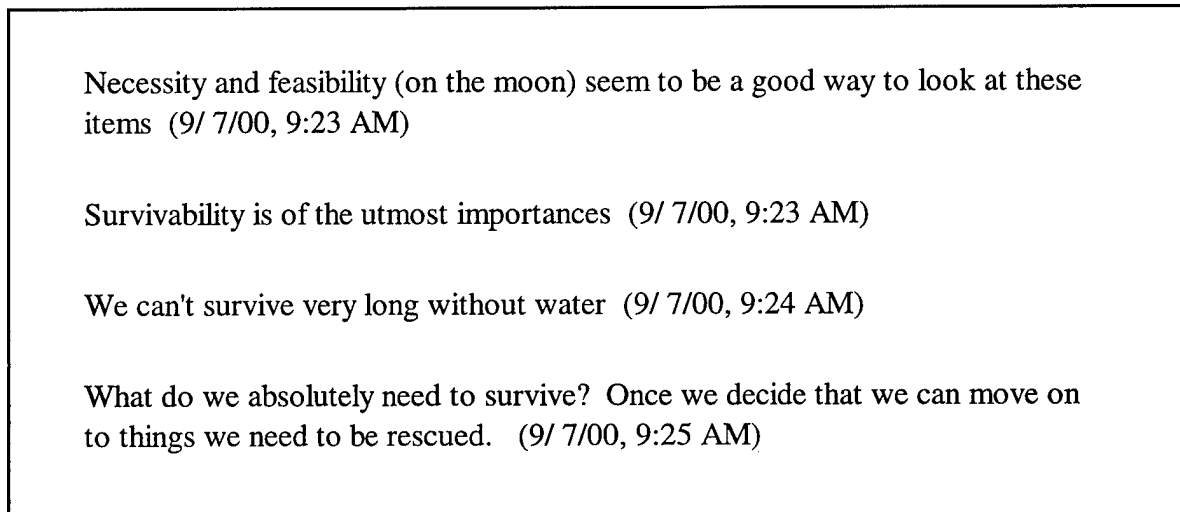 Necessity and feasibility (on the moon) seem to be a good way to look at these
items (9/ 7/00, 9:23 AM)
Survivability is of the utmost importances (9/ 7/00, 9:23 AM)
We can't survive very long without water (9/ 7/00, 9:24 AM)
What do we absolutely need to survive? Once we decide that we can move on
to things we need to be rescued. (9/ 7/00, 9:25 AM)